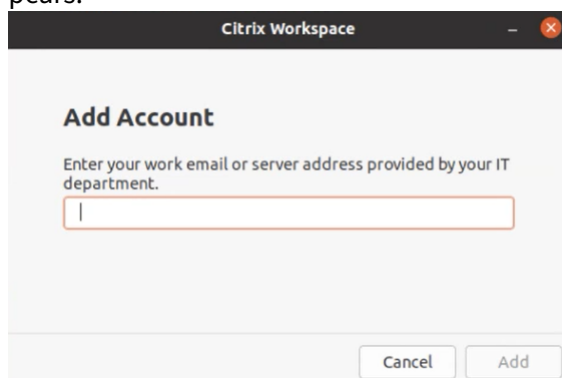 pears.
Citrix Workspace
Add Account
Enter your work email or server address provided by your IT
department.
Cancel
Add